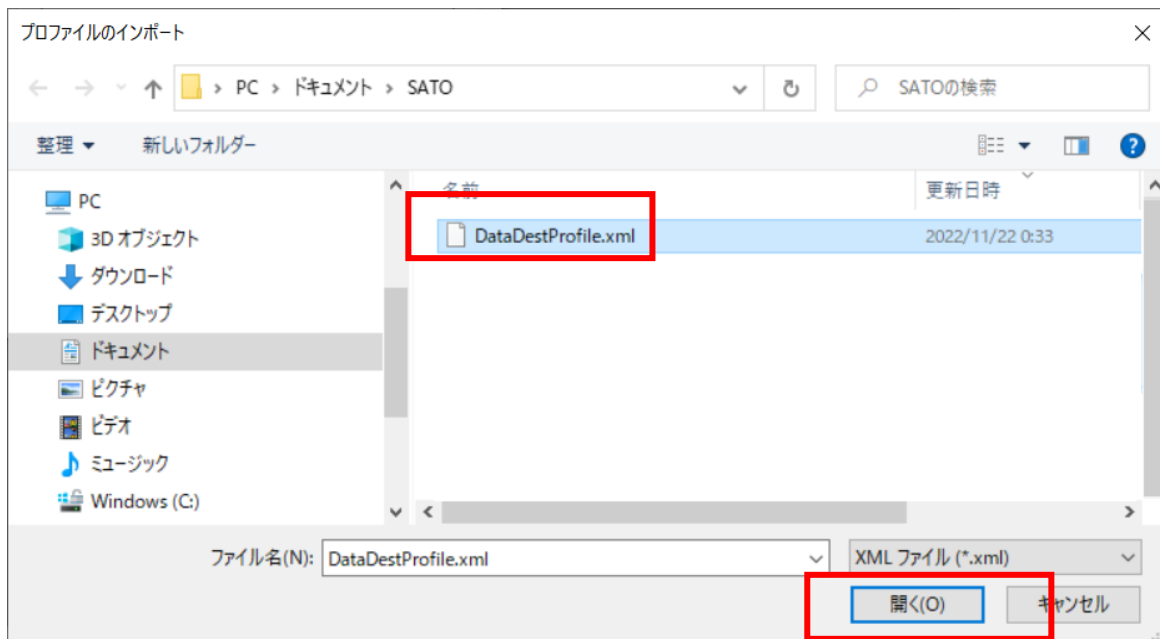 プロファイルのインポート
PC › ドキュメント › SATO
SATOの検索
整理
新しいフォルダー
名前
更新日時
PC
3D オブジェクト
ダウンロード
デスクトップ
ドキュメント
ピクチャ
ビデオ
ミュージック
Windows (C:)
DataDestProfile.xml
2022/11/22 0:33
ファイル名(N): DataDestProfile.xml
XML ファイル (*.xml)
開く(O)
キャンセル